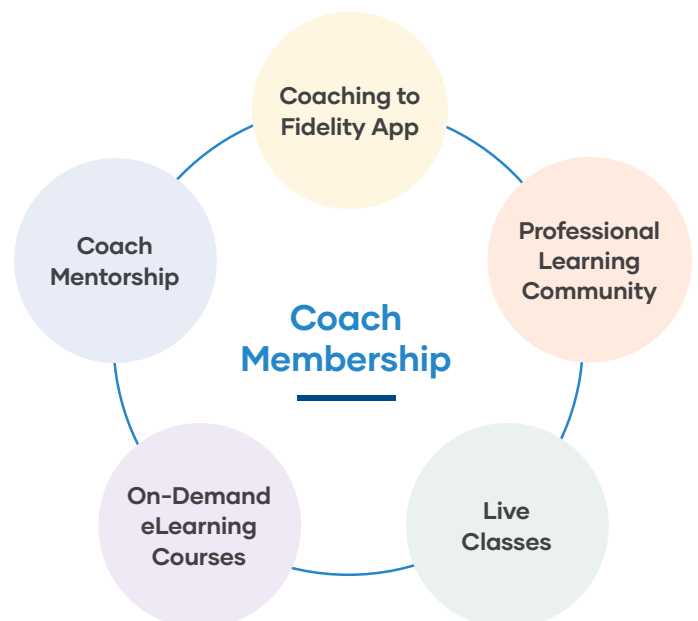 Coaching to
Fidelity App
Professional
Learning
Community
Live
Classes
On-Demand
eLearning
Courses
Coach
Mentorship
Coach
Membership